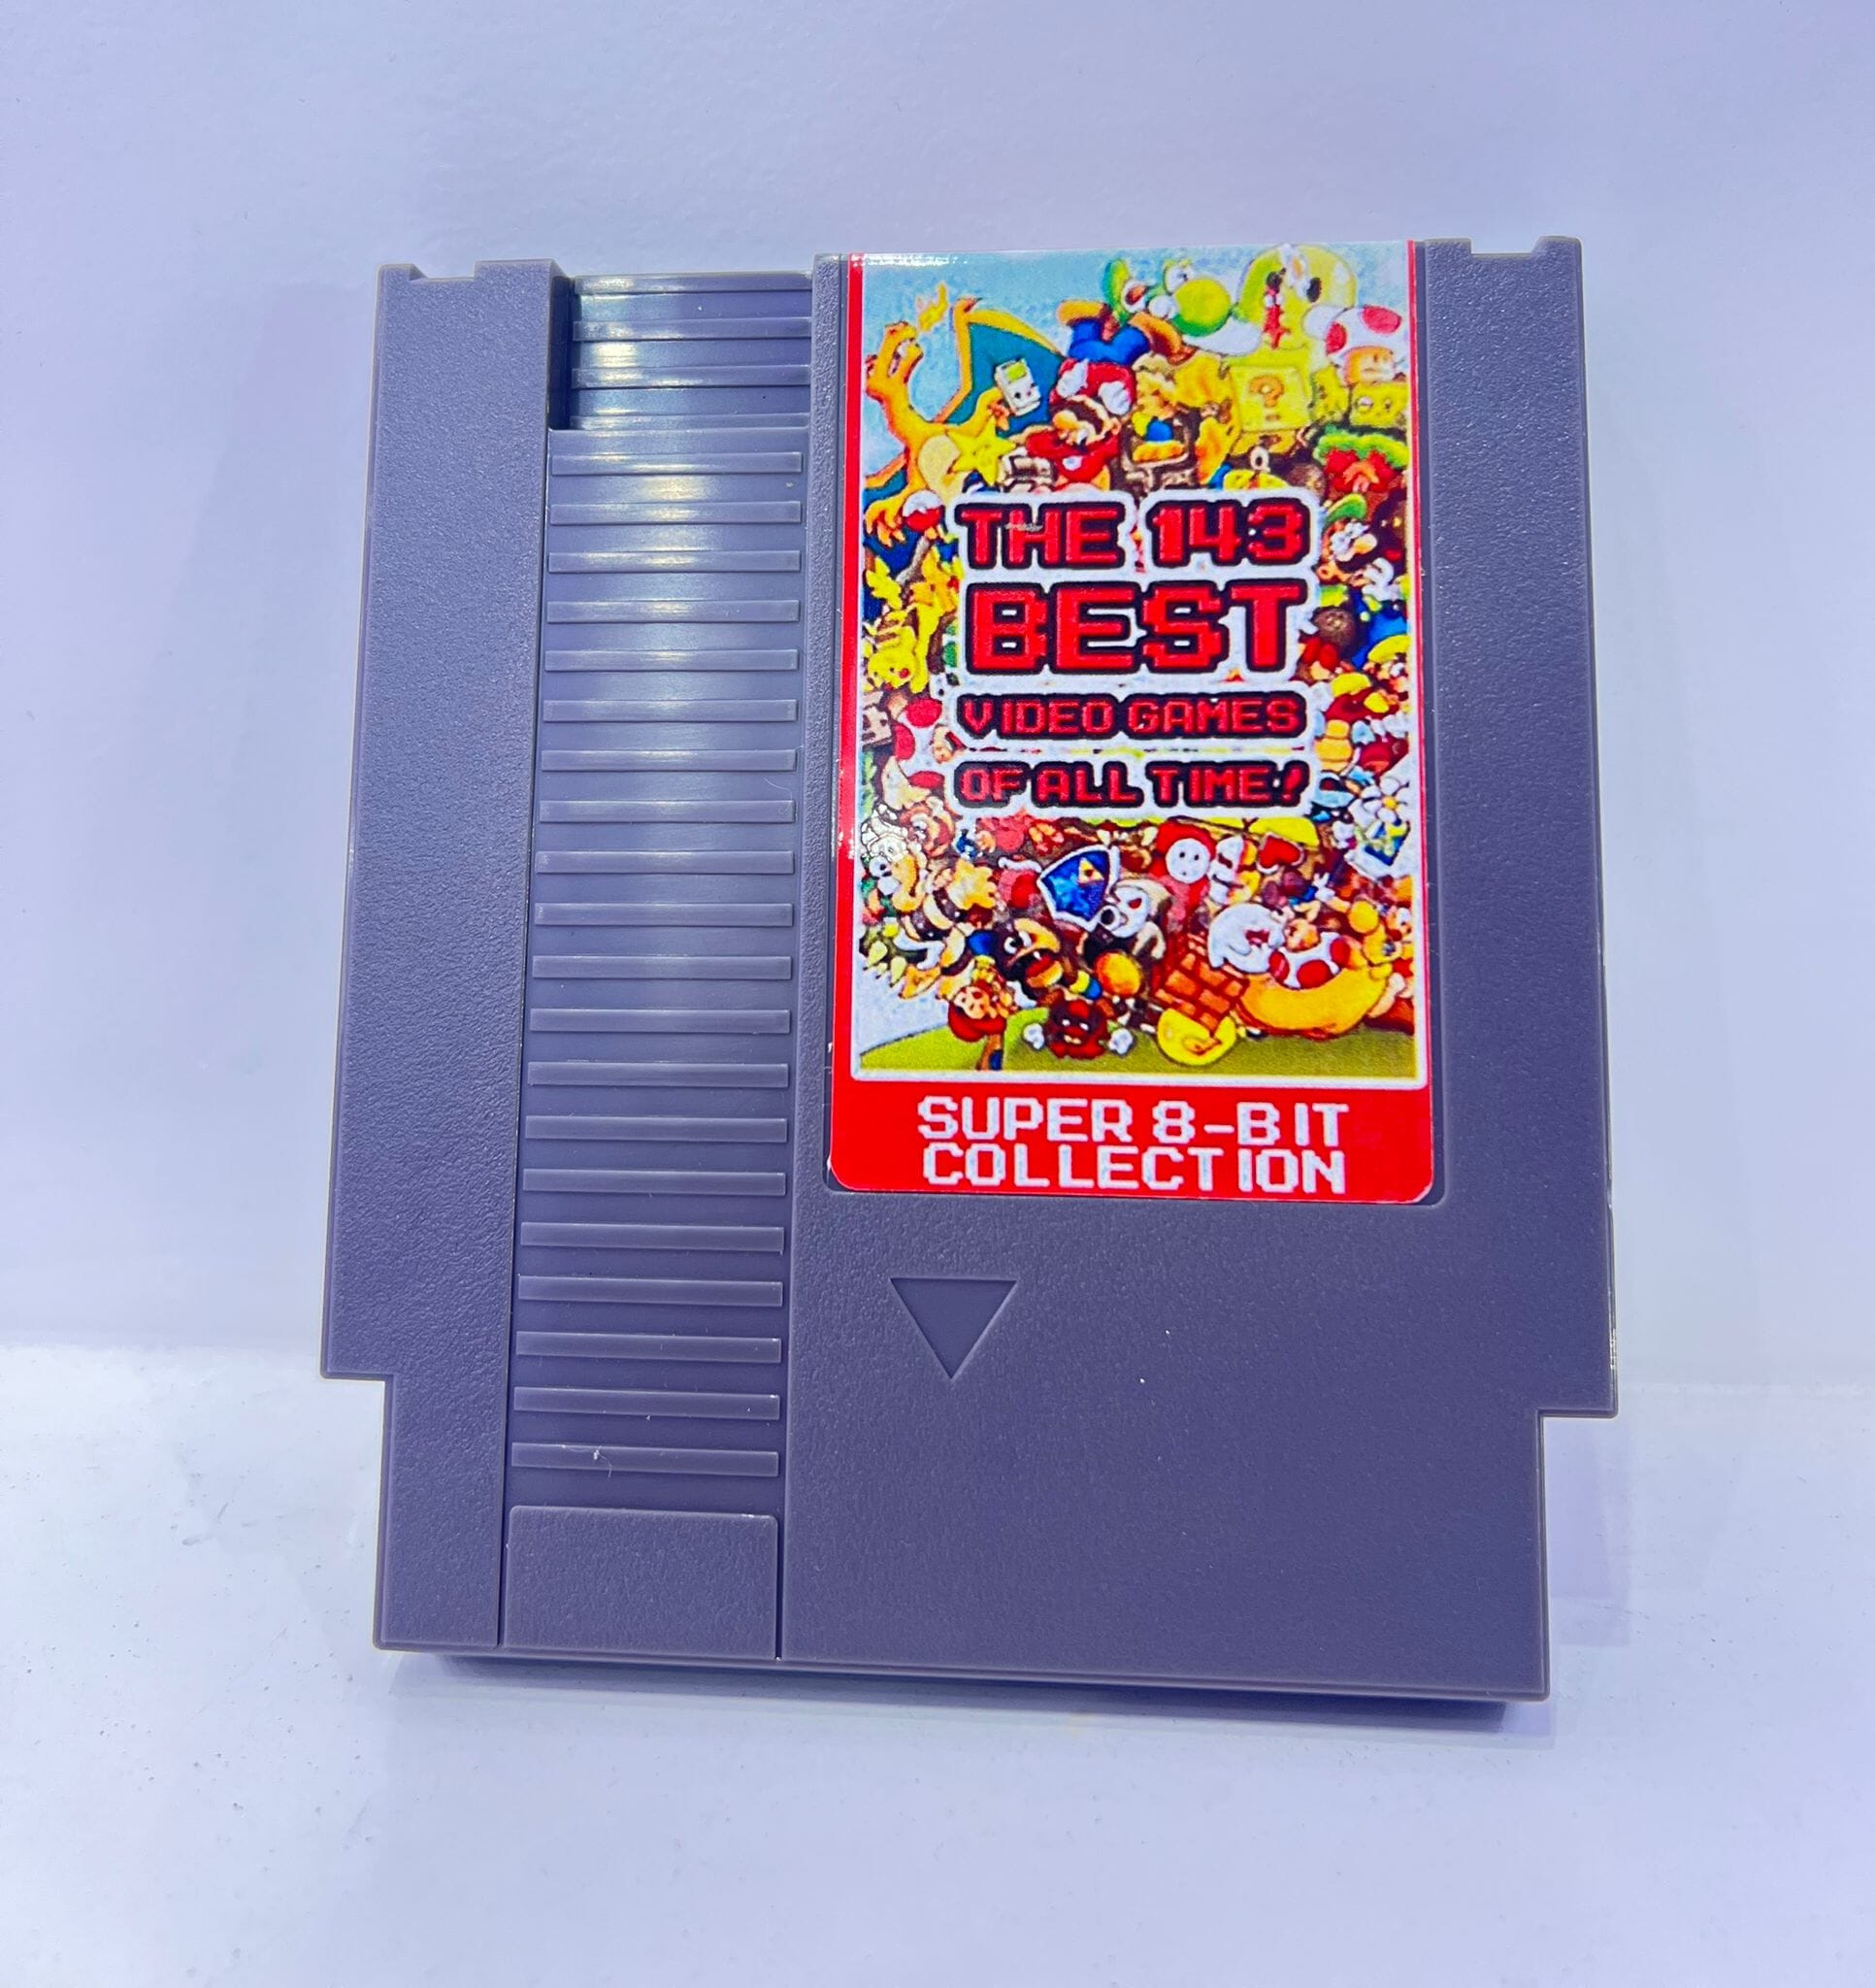 THE 143
BEST
VIDEO GAMES
OF ALL TIME!
?
SUPER 8-BIT
COLLECTION